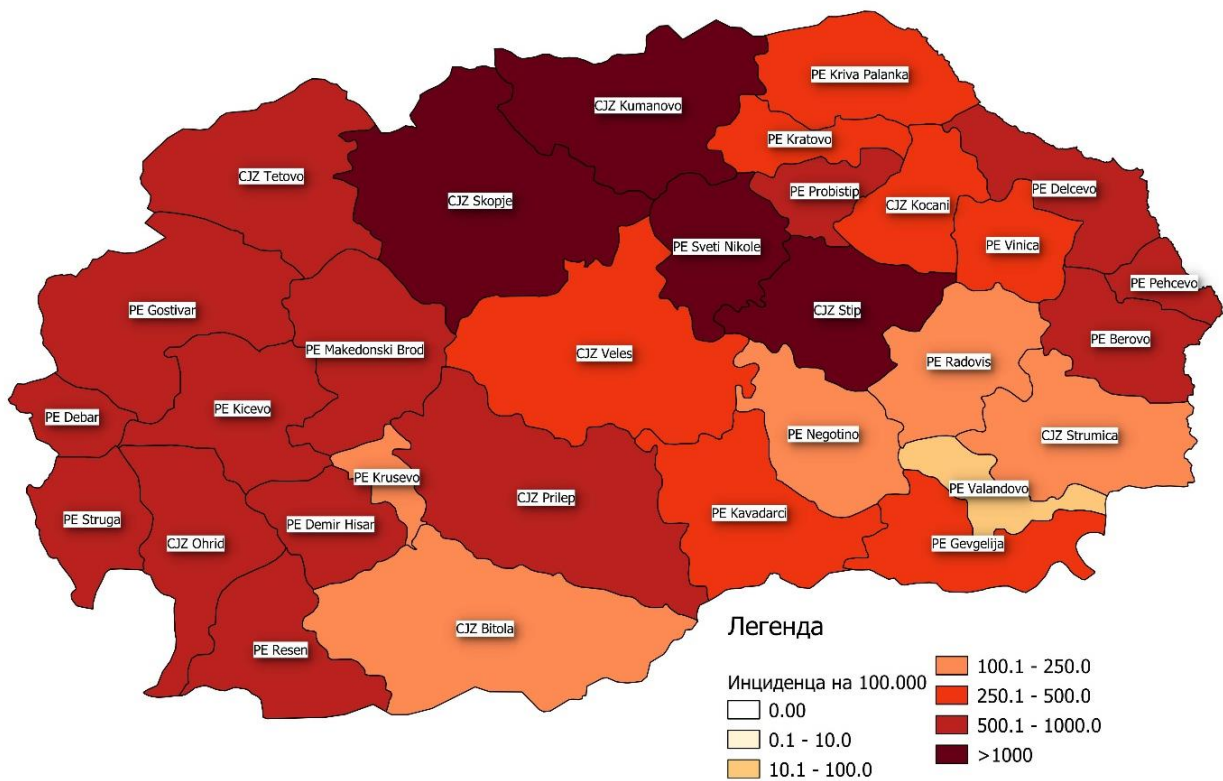 PE Kriva Palanka
CJZ Kumanovo
PE Kratovo
CJZ Tetovo
PE Probistip
PE Delcevo
CJZ Skopje
CJZ Kocani
PE Sveti Nikole
PE Vinica
PE Pehcevo
PE Gostivar
CJZ Stip
PE Berovo
PE Makedonski Brod
CJZ Veles
PE Radovis
PE Debar
PE Kicevo
PE Negotino
CJZ Strumica
PE Krusevo
PE Valandovo
CJZ Prilep
PE Struga
PE Demir Hisar
PE Kavadarci
CJZ Ohrid
PE Gevgelija
CJZ Bitola
PE Resen
Легенда
Инциденца на 100.000
0.00
0.1 - 10.0
10.1 - 100.0
100.1 - 250.0
250.1 - 500.0
500.1 - 1000.0
>1000